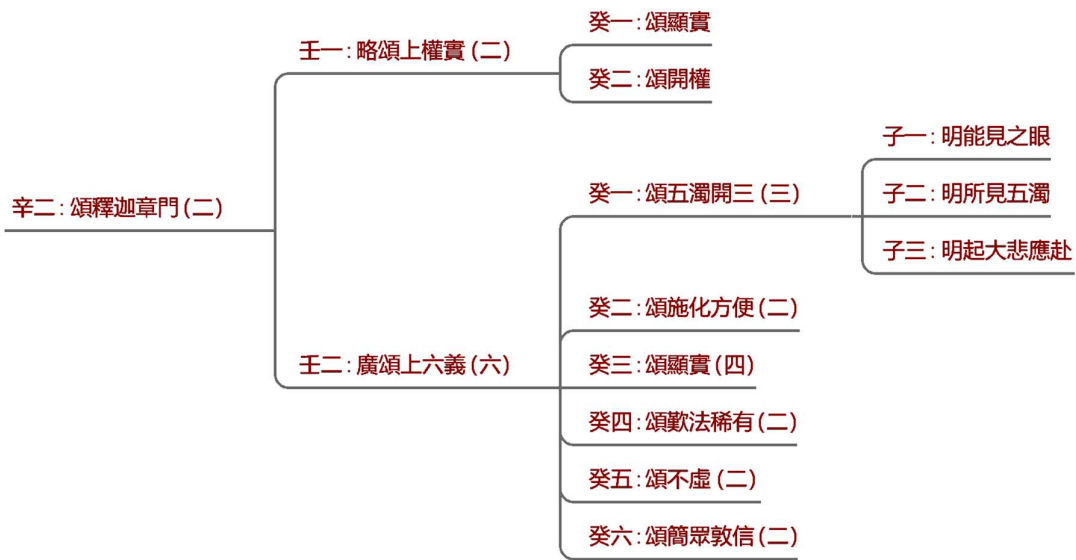 辛二：頌釋迦章門(二)
壬一：略頌上權實(二)
癸一：頌顯實
癸二：頌開權
壬二：廣頌上六義(六)
癸一：頌五濁開三(三)
子一：明能見之眼
子二：明所見五濁
子三：明起大悲應赴
癸二：頌施化方便(二)
癸三：頌顯實(四)
癸四：頌歎法稀有(二)
癸五：頌不虛(二)
癸六：頌簡眾敦信(二)